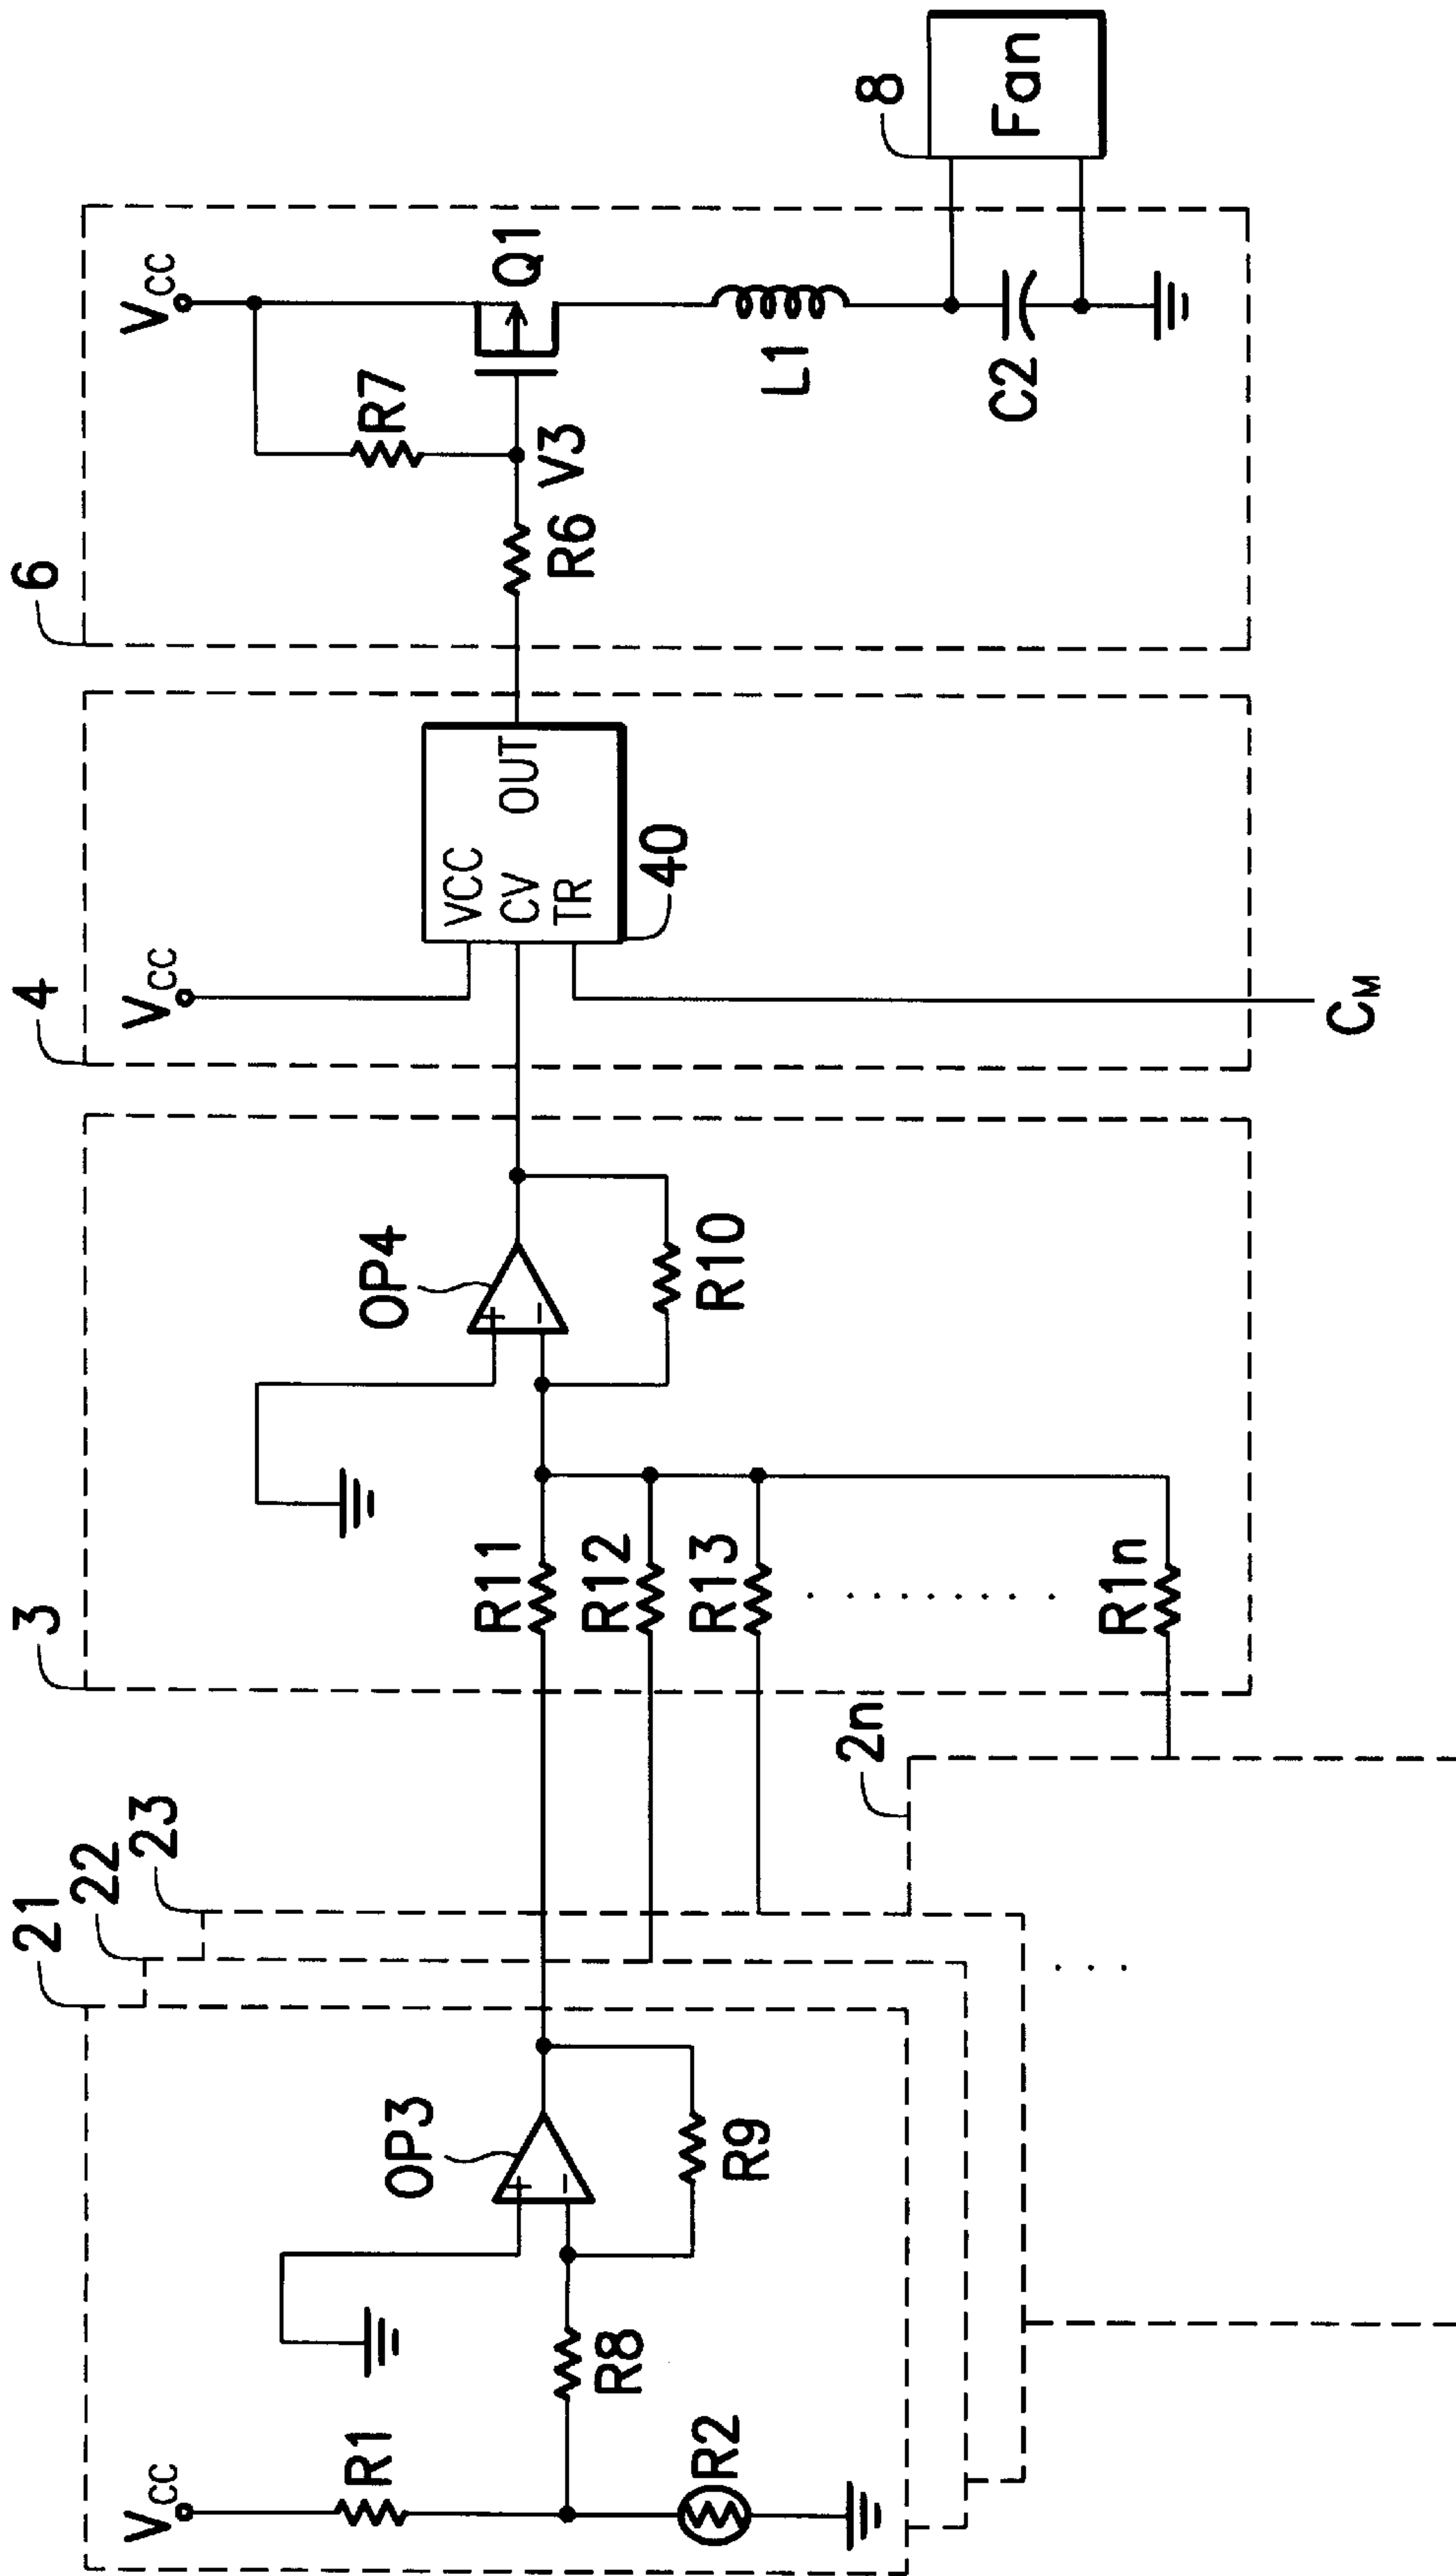 21
22
23
2n
3
4
6
8
VCC
R1
R2
R8
OP3
+
−
R9
R11
R12
R13
.........
R1n
...
OP4
+
−
R10
VCC
VCC
CV
TR
OUT
40
CM
VCC
R7
R6
V3
Q1
L1
C2
Fan